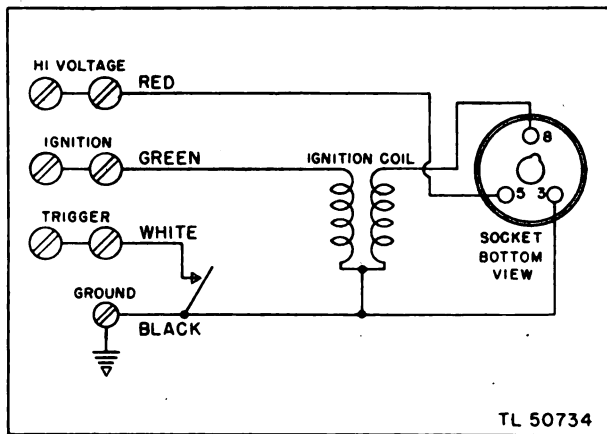 HI VOLTAGE
RED
IGNITION
GREEN
IGNITION COIL
8
5 3
TRIGGER
WHITE
SOCKET
BOTTOM
VIEW
GROUND
BLACK
TL 50734